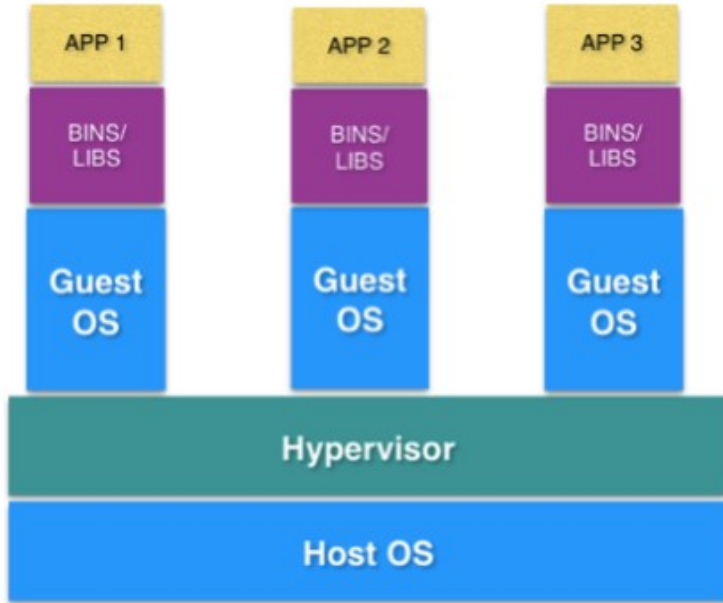 APP 1
APP 2
APP 3
BINS/
LIBS
BINS/
LIBS
BINS/
LIBS
Guest
OS
Guest
OS
Guest
OS
Hypervisor
Host OS